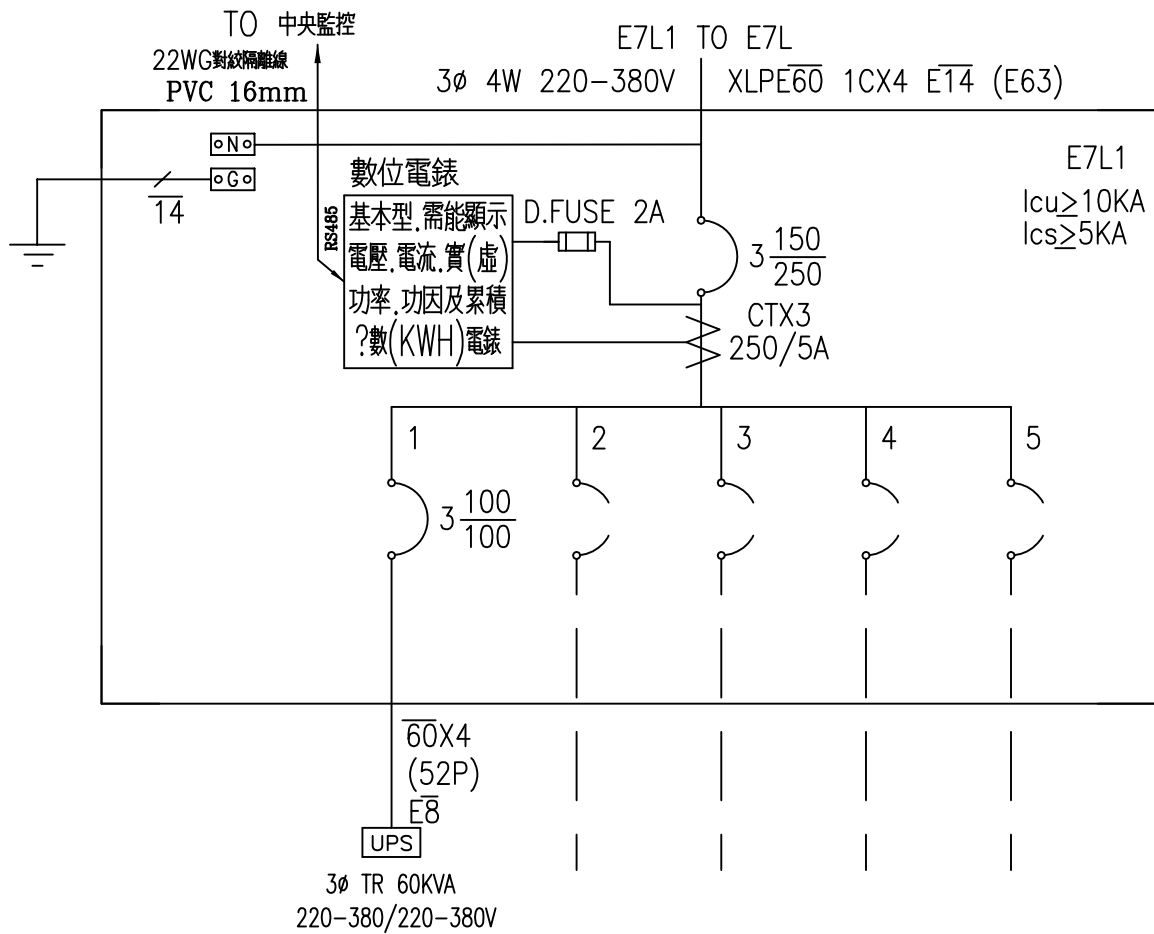 TO 中央監控
22WG對絞隔離線
PVC 16mm
E7L1 TO E7L
3ø 4W 220-380V
XLPE60 1CX4 E14 (E63)
N
G
14
RS485
數位電錶
基本型.需能顯示
電壓.電流.實(虛)
功率.功因及累積
?數(KWH)電錶
D.FUSE 2A
3 150
250
CTX3
250/5A
E7L1
Icu≥10KA
Ics≥5KA
1
2
3
4
5
3 100
100
60X4
(52P)
E8
UPS
3ø TR 60KVA
220-380/220-380V